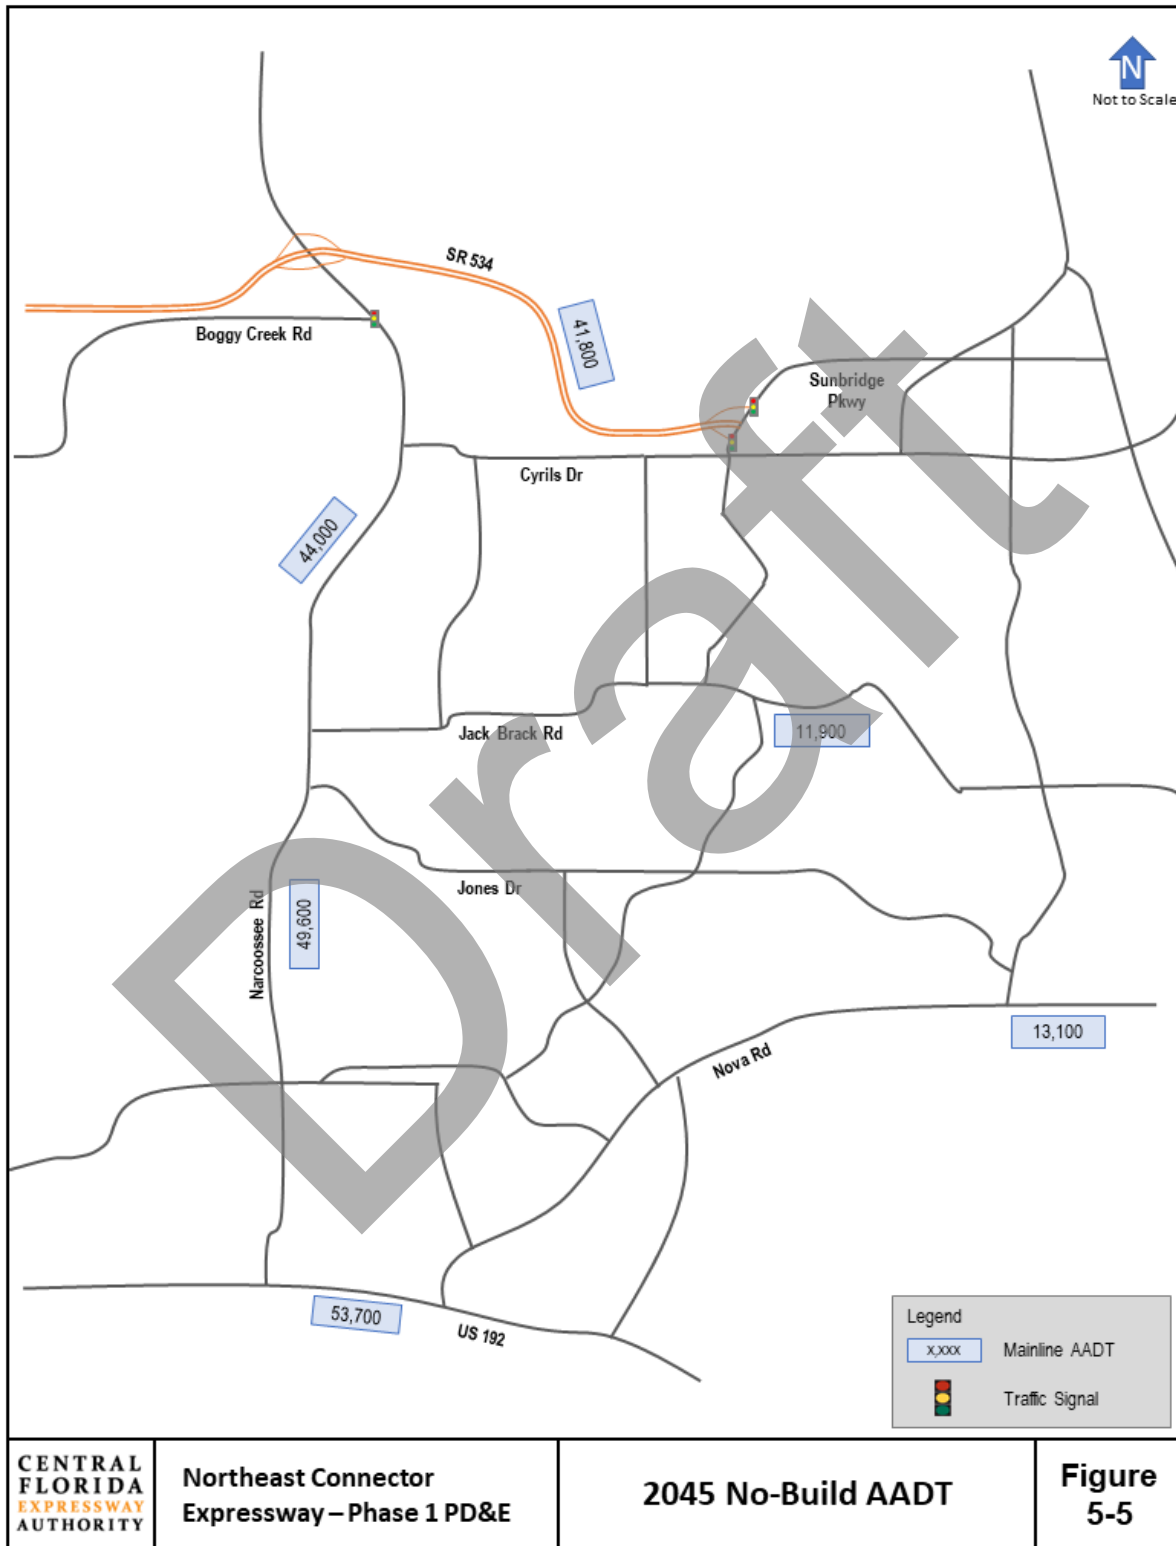 N
Not to Scale
SR 534
Boggy Creek Rd
41,800
Sunbridge
Pkwy
Cyrils Dr
44,000
Jack Brack Rd
11,900
Jones Dr
Narcoossee Rd
49,600
Nova Rd
13,100
53,700
US 192
Legend
x,xxx Mainline AADT
Traffic Signal
Draft
CENTRAL
FLORIDA
EXPRESSWAY
AUTHORITY
Northeast Connector
Expressway – Phase 1 PD&E
2045 No-Build AADT
Figure
5-5